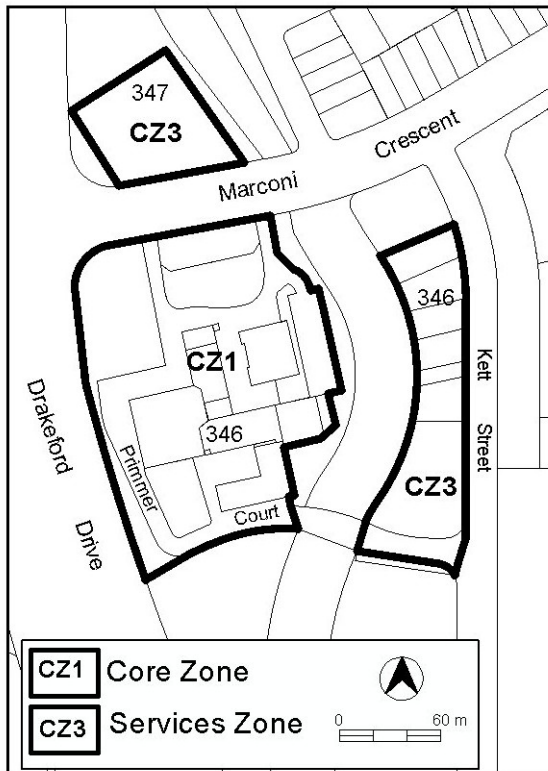 347
CZ3
Marconi Crescent
346
CZ1
Kett Street
346
Drakeford Drive
Primmer Court
CZ3
CZ1 Core Zone
CZ3 Services Zone
0 60 m